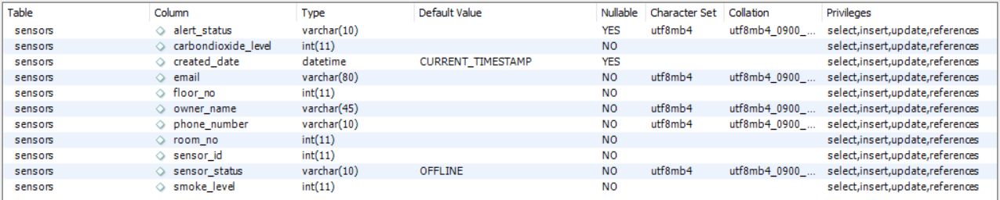 Table Column Type Default Value Nullable Character Set Collation Privileges
sensors alert_status varchar(10) YES utf8mb4 utf8mb4_0900_... select,insert,update,references
sensors carbondioxide_level int(11) NO select,insert,update,references
sensors created_date datetime CURRENT_TIMESTAMP YES select,insert,update,references
sensors email varchar(80) NO utf8mb4 utf8mb4_0900_... select,insert,update,references
sensors floor_no int(11) NO select,insert,update,references
sensors owner_name varchar(45) NO utf8mb4 utf8mb4_0900_... select,insert,update,references
sensors phone_number varchar(10) NO utf8mb4 utf8mb4_0900_... select,insert,update,references
sensors room_no int(11) NO select,insert,update,references
sensors sensor_id int(11) NO select,insert,update,references
sensors sensor_status varchar(10) OFFLINE NO utf8mb4 utf8mb4_0900_... select,insert,update,references
sensors smoke_level int(11) NO select,insert,update,references